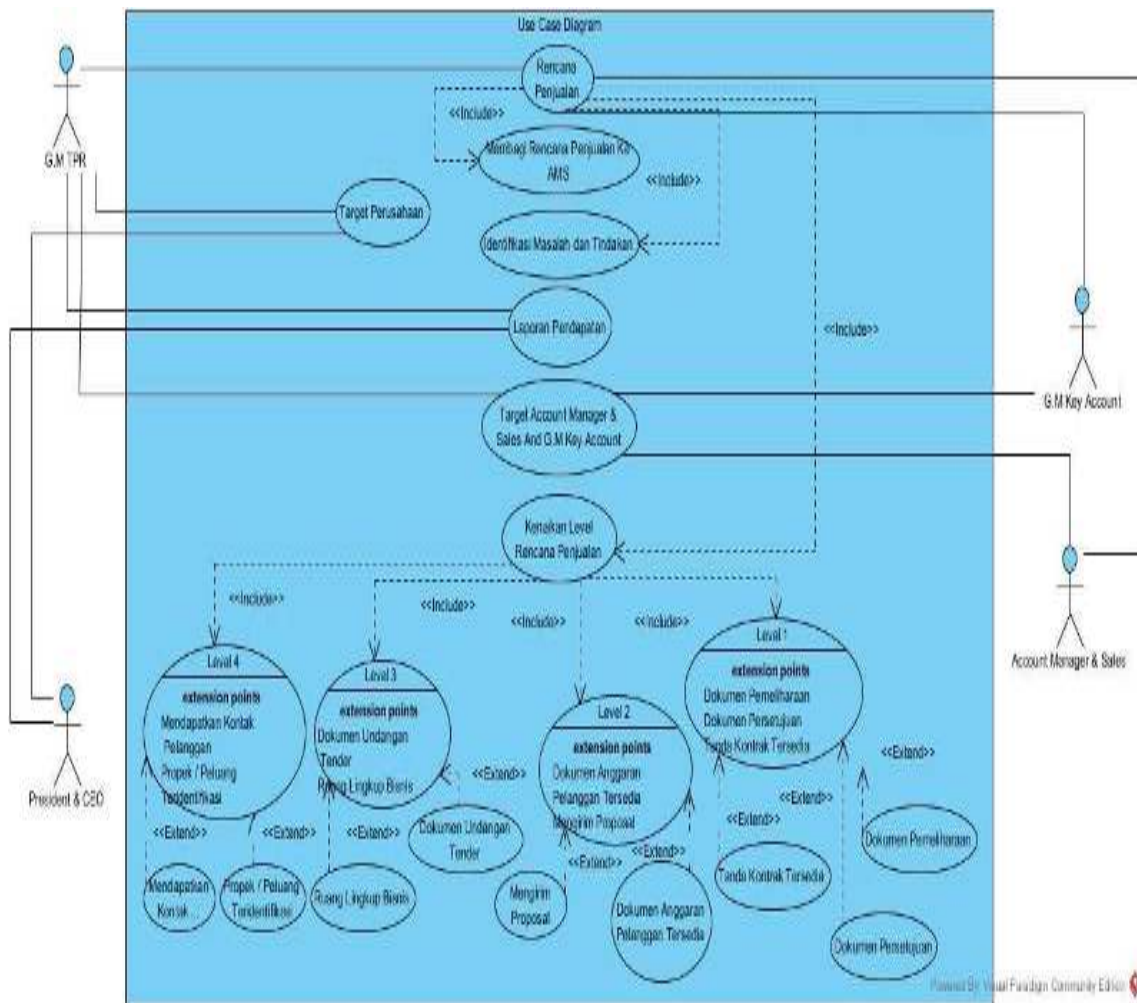 Use Case Diagram
Rencana
Penjualan
<<Include>>
G.M TPR
Membagi Rencana Penjualan Ke
AMS
<<Include>>
Target Perusahaan
Identifikasi Masalah dan Tindakan
Laporan Pendapatan
<<Include>>
G.M Key Account
Target Account Manager &
Sales And G.M Key Account
Kenaikan Level
Rencana Penjualan
<<Include>>
<<Include>>
<<Include>>
<<Include>>
Account Manager & Sales
President & CEO
Level 4
extension points
Mendapatkan Kontak
Pelanggan
Propek / Peluang
Teridentifikasi
Level 3
extension points
Dokumen Undangan
Tender
Ruang Lingkup Bisnis
Level 2
extension points
Dokumen Anggaran
Pelanggan Tersedia
Mengirim Proposal
Level 1
extension points
Dokumen Pemeliharaan
Dokumen Persetujuan
Tanda Kontrak Tersedia
<<Extend>>
<<Extend>>
<<Extend>>
<<Extend>>
<<Extend>>
<<Extend>>
<<Extend>>
<<Extend>>
<<Extend>>
Mendapatkan
Kontak...
Propek / Peluang
Teridentifikasi
Ruang Lingkup Bisnis
Dokumen Undangan
Tender
Mengirim
Proposal
Dokumen Anggaran
Pelanggan Tersedia
Tanda Kontrak Tersedia
Dokumen Pemeliharaan
Dokumen Persetujuan
Powered By Visual Paradigm Community Edition